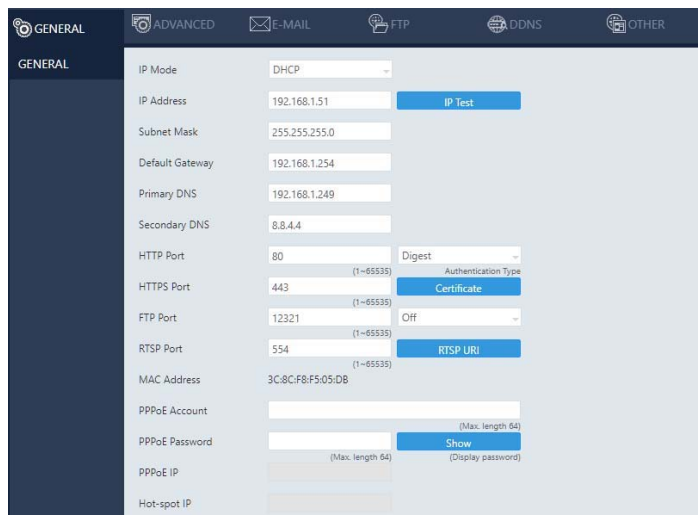 GENERAL ADVANCED E-MAIL FTP DDNS OTHER
GENERAL
IP Mode DHCP
IP Address 192.168.1.51 IP Test
Subnet Mask 255.255.255.0
Default Gateway 192.168.1.254
Primary DNS 192.168.1.249
Secondary DNS 8.8.4.4
HTTP Port 80 Digest
(1~65535) Authentication Type
HTTPS Port 443 Certificate
(1~65535)
FTP Port 12321 Off
(1~65535)
RTSP Port 554 RTSP URI
(1~65535)
MAC Address 3C:8C:F8:F5:05:DB
PPPoE Account
(Max. length 64)
PPPoE Password Show
(Max. length 64) (Display password)
PPPoE IP
Hot-spot IP